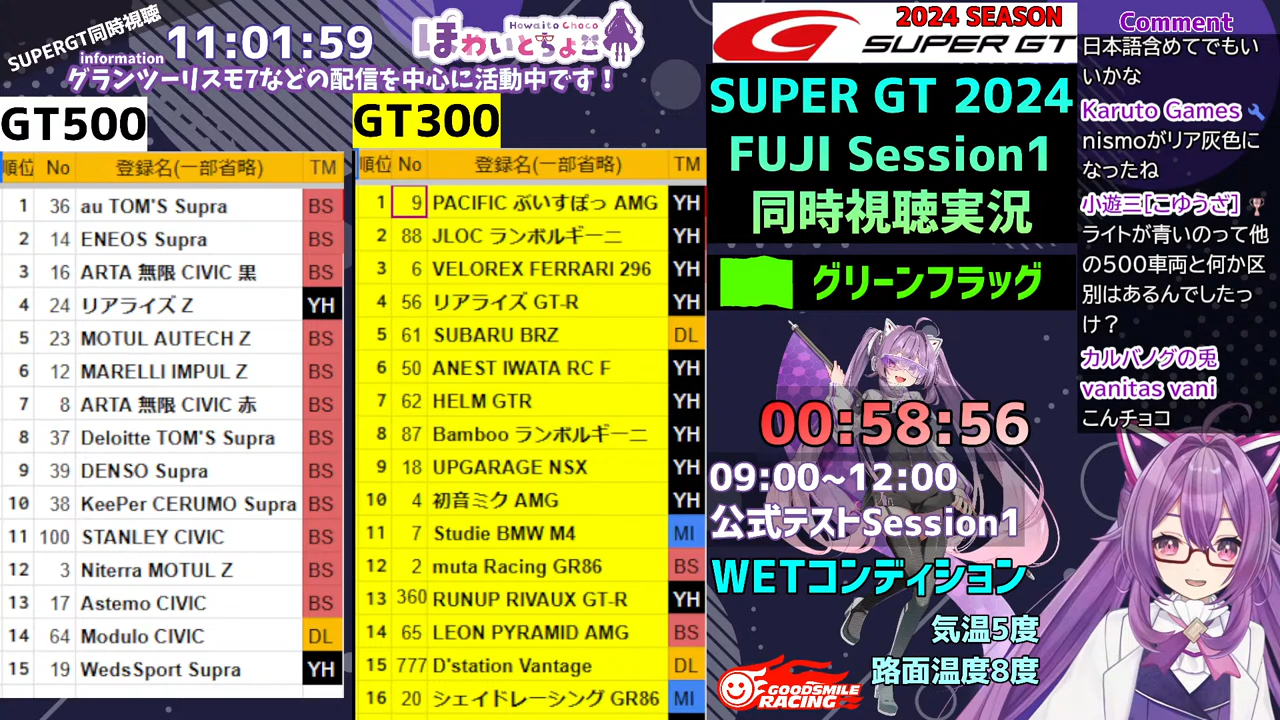 SUPERGT同時視聴
11:01:59
Howaito Choco
ほわいとちょこ
information
グランツーリスモ7などの配信を中心に活動中です！
GT500
順位 No 登録名(一部省略) TM
1 36 au TOM'S Supra BS
2 14 ENEOS Supra BS
3 16 ARTA 無限 CIVIC 黒 BS
4 24 リアライズ Z YH
5 23 MOTUL AUTECH Z BS
6 12 MARELLI IMPUL Z BS
7 8 ARTA 無限 CIVIC 赤 BS
8 37 Deloitte TOM'S Supra BS
9 39 DENSO Supra BS
10 38 KeePer CERUMO Supra BS
11 100 STANLEY CIVIC BS
12 3 Niterra MOTUL Z BS
13 17 Astemo CIVIC BS
14 64 Modulo CIVIC DL
15 19 WedsSport Supra YH
GT300
順位 No 登録名(一部省略) TM
1 9 PACIFIC ぶいすぽっ AMG YH
2 88 JLOC ランボルギーニ YH
3 6 VELOREX FERRARI 296 YH
4 56 リアライズ GT-R YH
5 61 SUBARU BRZ DL
6 50 ANEST IWATA RC F YH
7 62 HELM GTR YH
8 87 Bamboo ランボルギーニ YH
9 18 UPGARAGE NSX YH
10 4 初音ミク AMG YH
11 7 Studie BMW M4 MI
12 2 muta Racing GR86 BS
13 360 RUNUP RIVAUX GT-R YH
14 65 LEON PYRAMID AMG BS
15 777 D'station Vantage DL
16 20 シェイドレーシング GR86 MI
2024 SEASON
SUPER GT
SUPER GT 2024
FUJI Session1
同時視聴実況
グリーンフラッグ
00:58:56
09:00~12:00
公式テストSession1
WETコンディション
気温5度
路面温度8度
GOODSMILE
RACING
Comment
日本語含めてでもい
いかな
Karuto Games
nismoがリア灰色に
なったね
小遊三[こゆうざ]
ライトが青いのって他
の500車両と何か区
別はあるんでしたっ
け？
カルバノグの兎
vanitas vani
こんチョコ